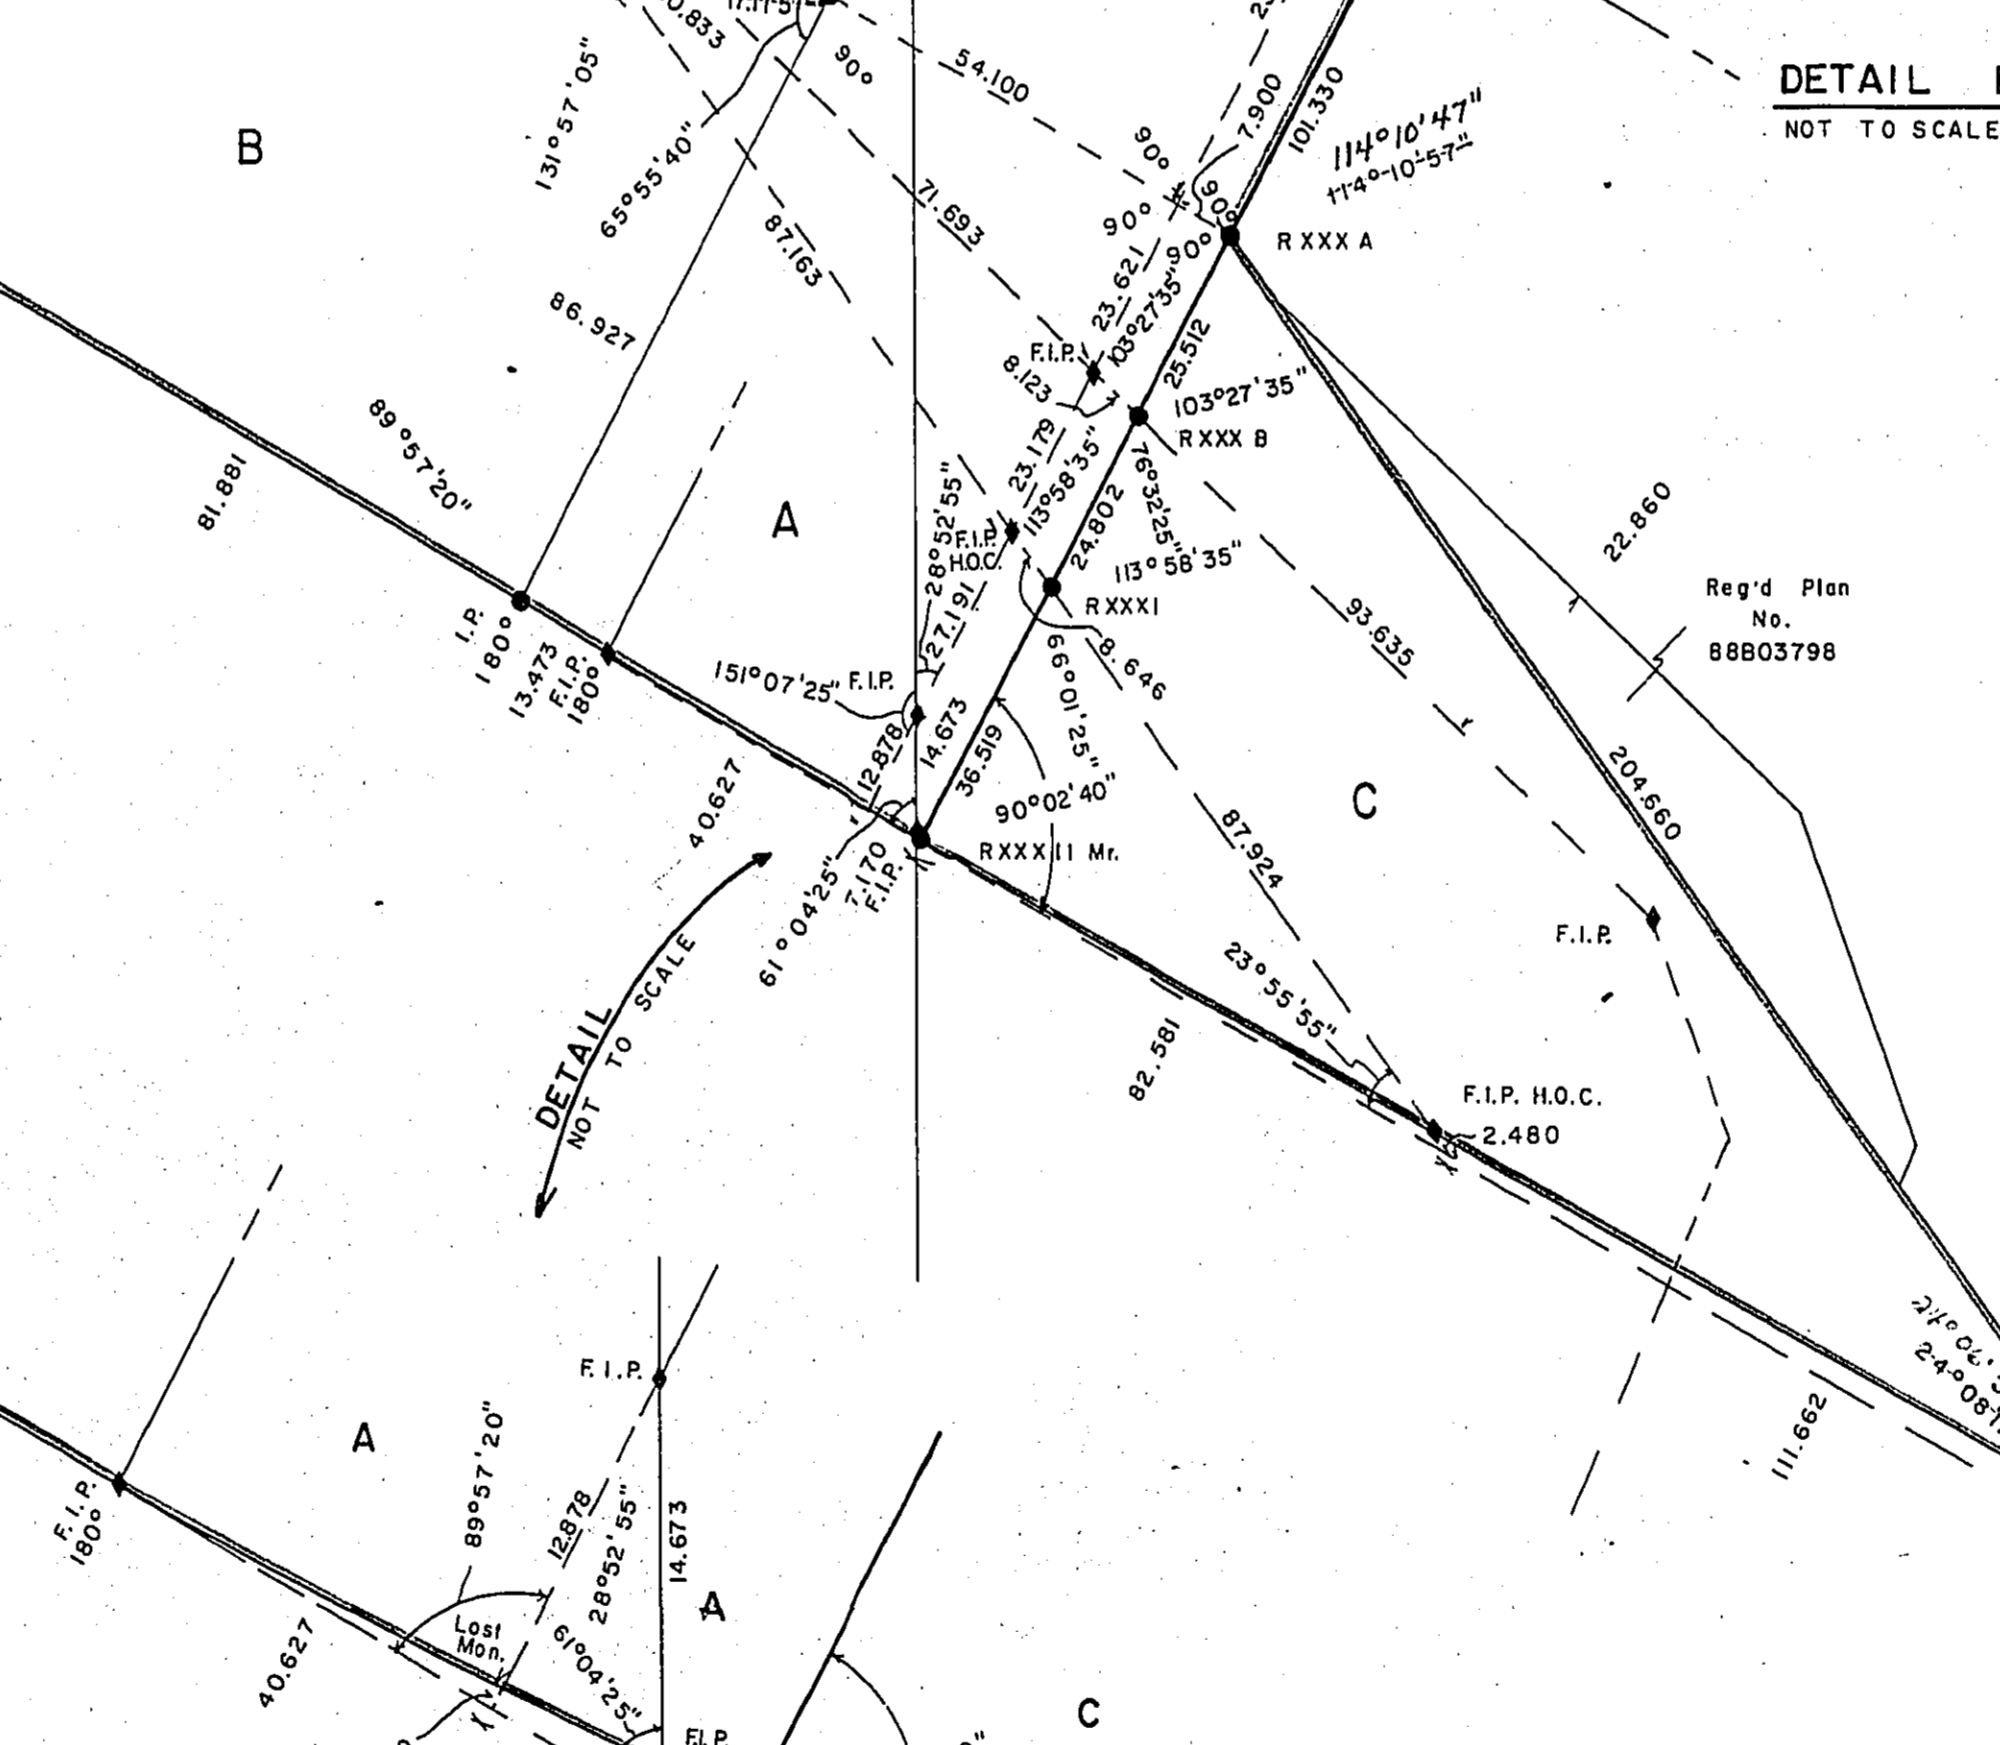 DETAIL
NOT TO SCALE
54.100
7.900
101.330
90°
114°10'47"
114°-10'-57"
131°57'05"
65°55'40"
B
71.693
87.163
90°
90°
90°
90°
R XXX A
23.621
103°27'35"
25.512
86.927
F.I.P.
8.123
103°27'35"
R XXX B
89°57'20"
81.881
A
23.179
113°58'35"
24.802
76°32'25"
28°52'55"
F.I.P.
H.O.C.
113°58'35"
R XXXI
22.860
Reg'd Plan
No.
88B03798
93.635
I.P.
180°
13.473
F.I.P.
180°
27.191
8.646
66°01'25"
151°07'25"
F.I.P.
12.878
14.673
36.519
90°02'40"
C
204.660
40.627
R XXX II Mr.
87.924
61°04'25"
7.170
F.I.P.
F.I.P.
23°55'55"
DETAIL
NOT TO SCALE
82.581
F.I.P. H.O.C.
2.480
111.662
F.I.P.
A
89°57'20"
12.878
28°52'55"
14.673
F.I.P.
180°
A
Lost
Mon.
61°04'25"
40.627
C
F.I.P.